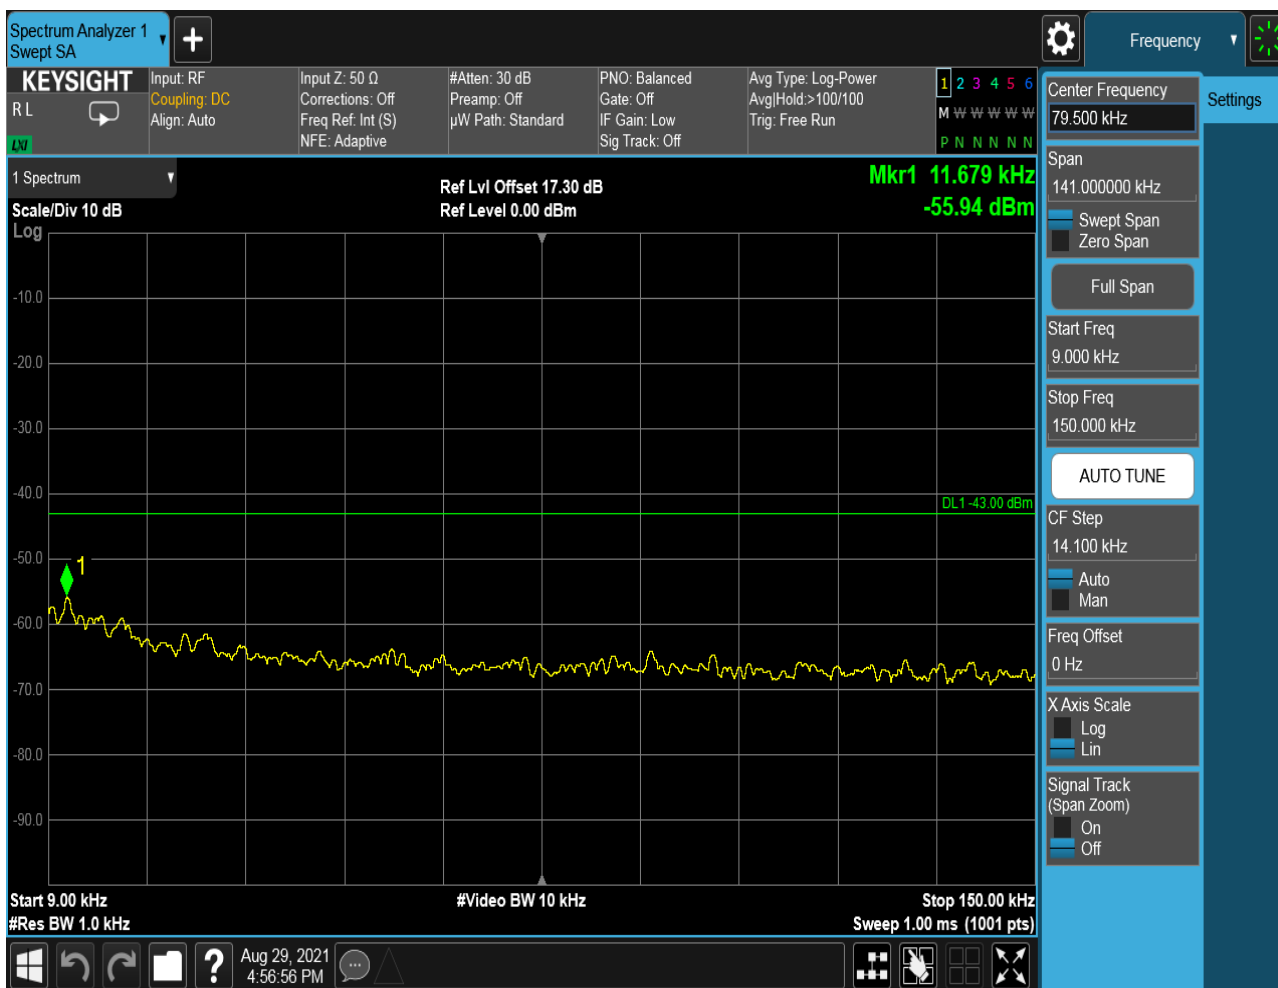 Spectrum Analyzer 1
Swept SA
Frequency
KEYSIGHT
R L
LXI
Input: RF
Coupling: DC
Align: Auto
Input Z: 50 Ω
Corrections: Off
Freq Ref: Int (S)
NFE: Adaptive
#Atten: 30 dB
Preamp: Off
µW Path: Standard
PNO: Balanced
Gate: Off
IF Gain: Low
Sig Track: Off
Avg Type: Log-Power
Avg|Hold:>100/100
Trig: Free Run
1 2 3 4 5 6
M W W W W W
P N N N N N
1 Spectrum
Scale/Div 10 dB
Log
Ref Lvl Offset 17.30 dB
Ref Level 0.00 dBm
Mkr1 11.679 kHz
-55.94 dBm
-10.0
-20.0
-30.0
-40.0
DL1 -43.00 dBm
-50.0
1
-60.0
-70.0
-80.0
-90.0
Start 9.00 kHz
#Res BW 1.0 kHz
#Video BW 10 kHz
Stop 150.00 kHz
Sweep 1.00 ms (1001 pts)
Center Frequency
79.500 kHz
Settings
Span
141.000000 kHz
Swept Span
Zero Span
Full Span
Start Freq
9.000 kHz
Stop Freq
150.000 kHz
AUTO TUNE
CF Step
14.100 kHz
Auto
Man
Freq Offset
0 Hz
X Axis Scale
Log
Lin
Signal Track
(Span Zoom)
On
Off
?
Aug 29, 2021
4:56:56 PM